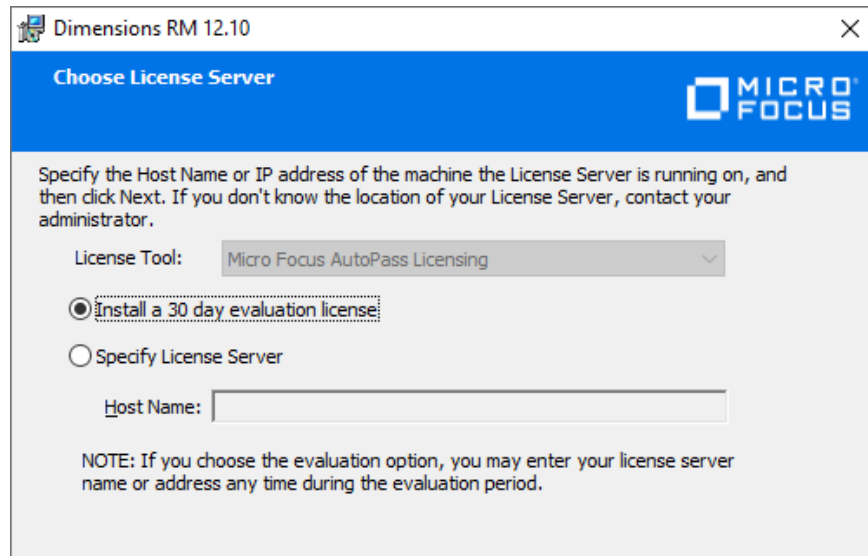 Dimensions RM 12.10
Choose License Server
MICRO
FOCUS
Specify the Host Name or IP address of the machine the License Server is running on, and
then click Next. If you don't know the location of your License Server, contact your
administrator.
License Tool: Micro Focus AutoPass Licensing
Install a 30 day evaluation license
Specify License Server
Host Name:
NOTE: If you choose the evaluation option, you may enter your license server
name or address any time during the evaluation period.